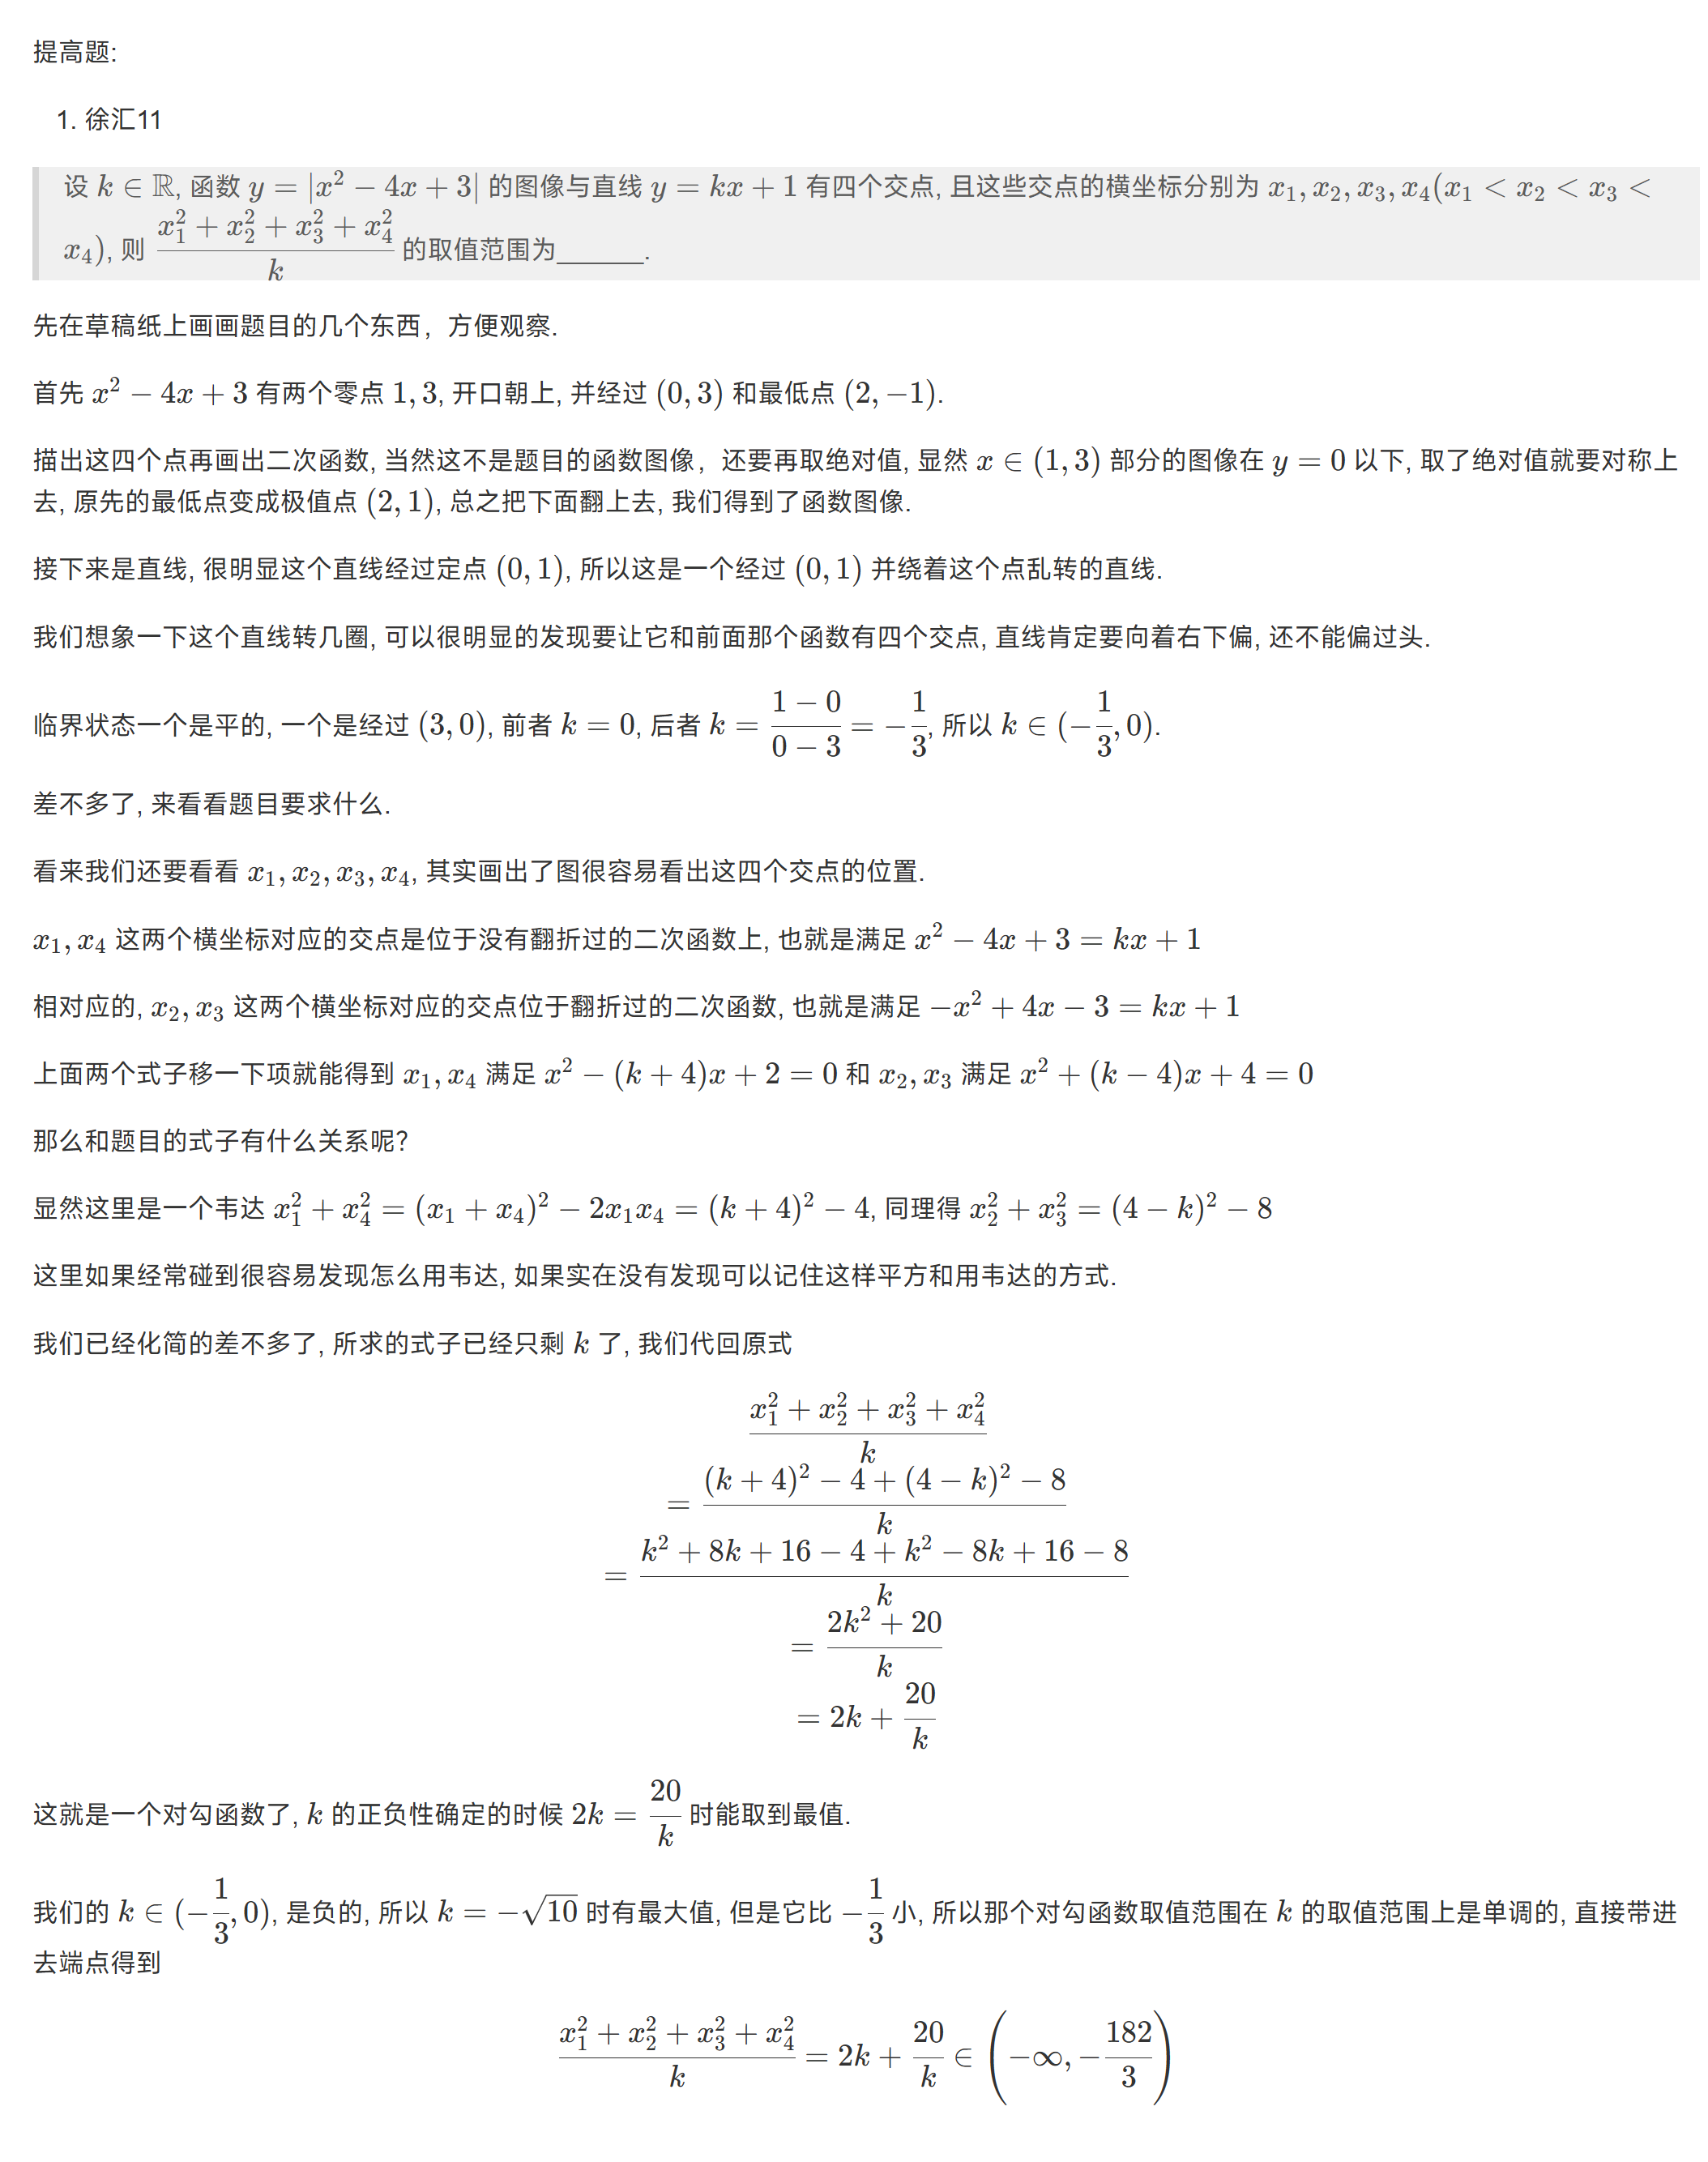 提高题:
1. 徐汇11
设 $k \in \mathbb{R}$, 函数 $y = |x^2 - 4x + 3|$ 的图像与直线 $y = kx + 1$ 有四个交点, 且这些交点的横坐标分别为 $x_1, x_2, x_3, x_4(x_1 < x_2 < x_3 <$
$x_4)$, 则 $\dfrac{x_1^2 + x_2^2 + x_3^2 + x_4^2}{k}$ 的取值范围为______.
先在草稿纸上画画题目的几个东西，方便观察.
首先 $x^2 - 4x + 3$ 有两个零点 $1, 3$, 开口朝上, 并经过 $(0, 3)$ 和最低点 $(2, -1)$.
描出这四个点再画出二次函数, 当然这不是题目的函数图像，还要再取绝对值, 显然 $x \in (1, 3)$ 部分的图像在 $y = 0$ 以下, 取了绝对值就要对称上
去, 原先的最低点变成极值点 $(2, 1)$, 总之把下面翻上去, 我们得到了函数图像.
接下来是直线, 很明显这个直线经过定点 $(0, 1)$, 所以这是一个经过 $(0, 1)$ 并绕着这个点乱转的直线.
我们想象一下这个直线转几圈, 可以很明显的发现要让它和前面那个函数有四个交点, 直线肯定要向着右下偏, 还不能偏过头.
临界状态一个是平的, 一个是经过 $(3, 0)$, 前者 $k = 0$, 后者 $k = \dfrac{1 - 0}{0 - 3} = -\dfrac{1}{3}$, 所以 $k \in (-\dfrac{1}{3}, 0)$.
差不多了, 来看看题目要求什么.
看来我们还要看看 $x_1, x_2, x_3, x_4$, 其实画出了图很容易看出这四个交点的位置.
$x_1, x_4$ 这两个横坐标对应的交点是位于没有翻折过的二次函数上, 也就是满足 $x^2 - 4x + 3 = kx + 1$
相对应的, $x_2, x_3$ 这两个横坐标对应的交点位于翻折过的二次函数, 也就是满足 $-x^2 + 4x - 3 = kx + 1$
上面两个式子移一下项就能得到 $x_1, x_4$ 满足 $x^2 - (k + 4)x + 2 = 0$ 和 $x_2, x_3$ 满足 $x^2 + (k - 4)x + 4 = 0$
那么和题目的式子有什么关系呢？
显然这里是一个韦达 $x_1^2 + x_4^2 = (x_1 + x_4)^2 - 2x_1x_4 = (k + 4)^2 - 4$, 同理得 $x_2^2 + x_3^2 = (4 - k)^2 - 8$
这里如果经常碰到很容易发现怎么用韦达, 如果实在没有发现可以记住这样平方和用韦达的方式.
我们已经化简的差不多了, 所求的式子已经只剩 $k$ 了, 我们代回原式
$\dfrac{x_1^2 + x_2^2 + x_3^2 + x_4^2}{k}$
$= \dfrac{(k + 4)^2 - 4 + (4 - k)^2 - 8}{k}$
$= \dfrac{k^2 + 8k + 16 - 4 + k^2 - 8k + 16 - 8}{k}$
$= \dfrac{2k^2 + 20}{k}$
$= 2k + \dfrac{20}{k}$
这就是一个对勾函数了, $k$ 的正负性确定的时候 $2k = \dfrac{20}{k}$ 时能取到最值.
我们的 $k \in (-\dfrac{1}{3}, 0)$, 是负的, 所以 $k = -\sqrt{10}$ 时有最大值, 但是它比 $-\dfrac{1}{3}$ 小, 所以那个对勾函数取值范围在 $k$ 的取值范围上是单调的, 直接带进
去端点得到
$\dfrac{x_1^2 + x_2^2 + x_3^2 + x_4^2}{k} = 2k + \dfrac{20}{k} \in \left(-\infty, -\dfrac{182}{3}\right)$